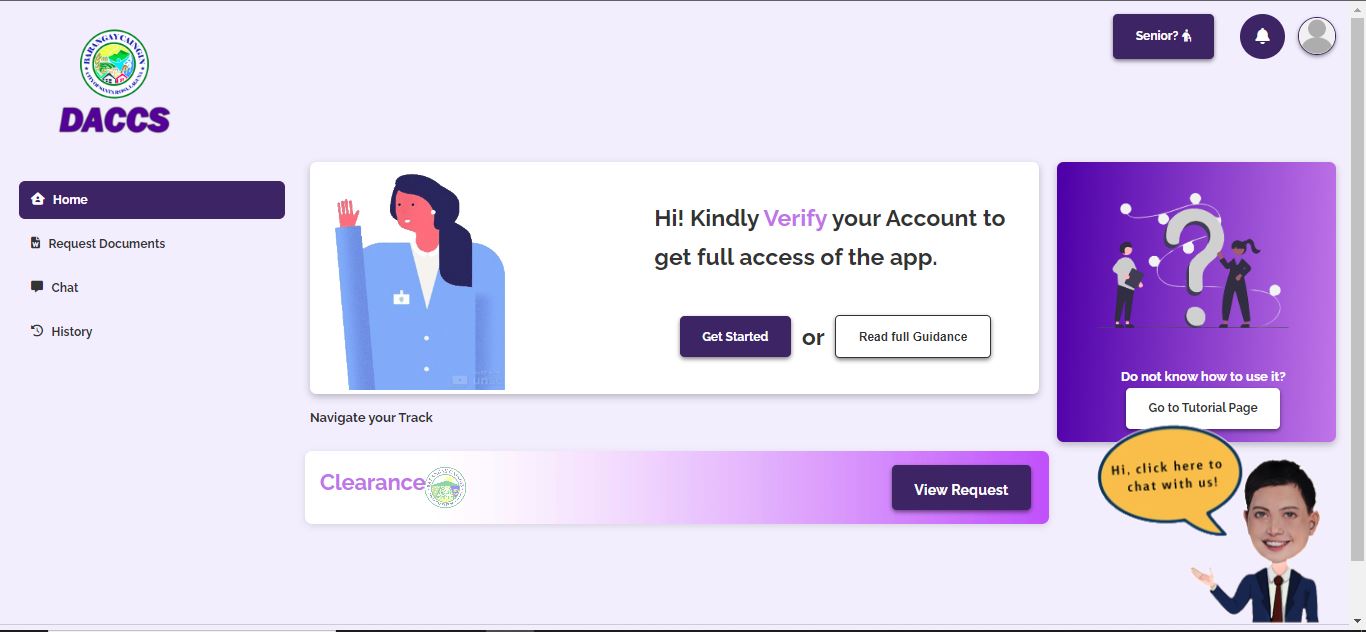 BARANGAY CAINGIN
CITY OF SANTA ROSA, LAGUNA
DACCS
Senior?
Home
Request Documents
Chat
History
Hi! Kindly Verify your Account to
get full access of the app.
Get Started
or
Read full Guidance
Do not know how to use it?
Go to Tutorial Page
Navigate your Track
Clearance
View Request
Hi, click here to
chat with us!